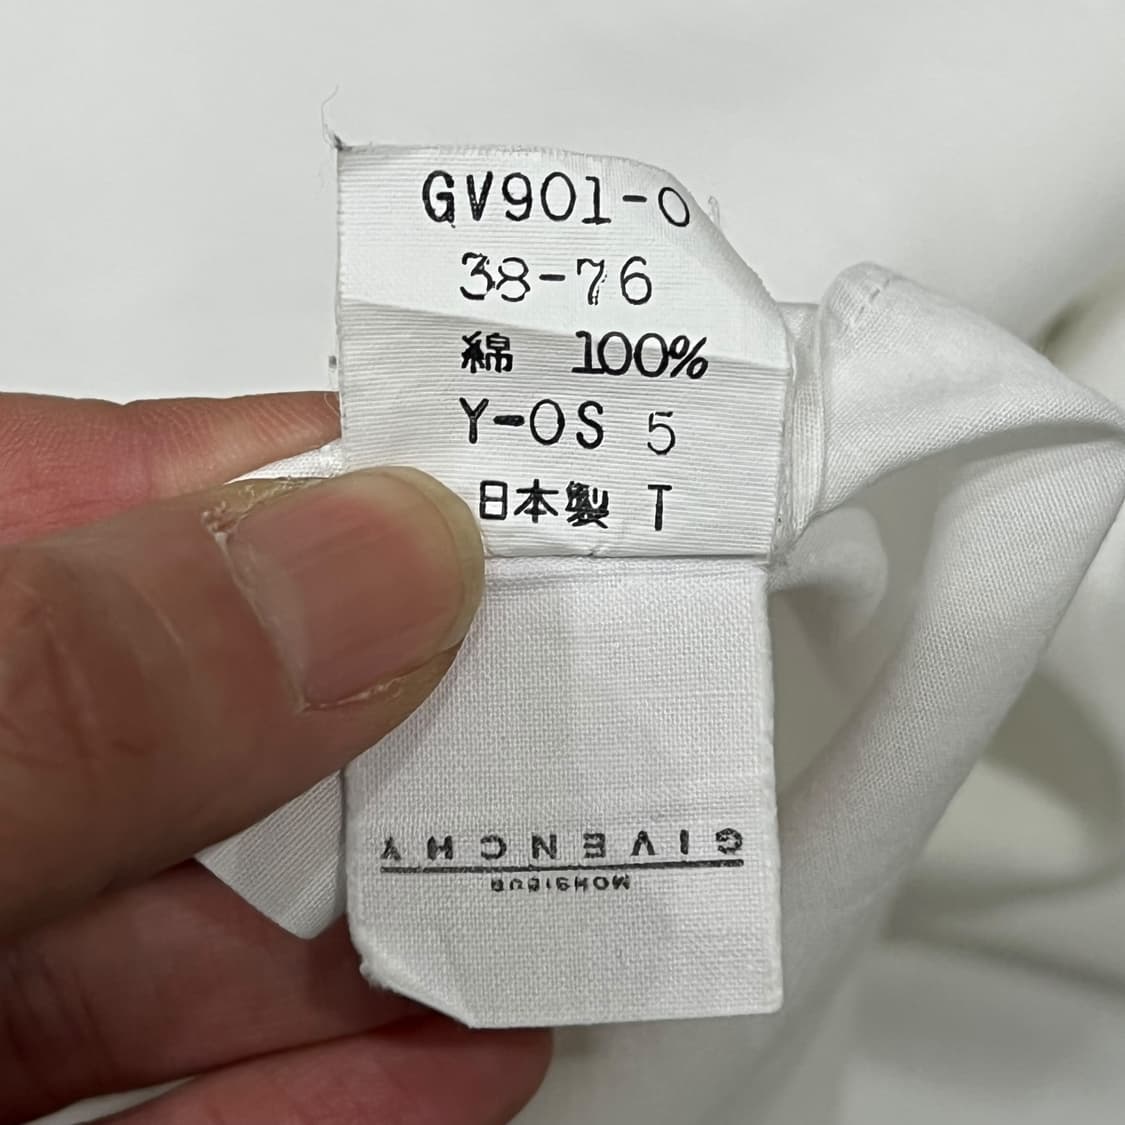 GV901-0
38-76
綿 100%
Y-OS 5
日本製 T
GIVENCHY
MONSIEUR